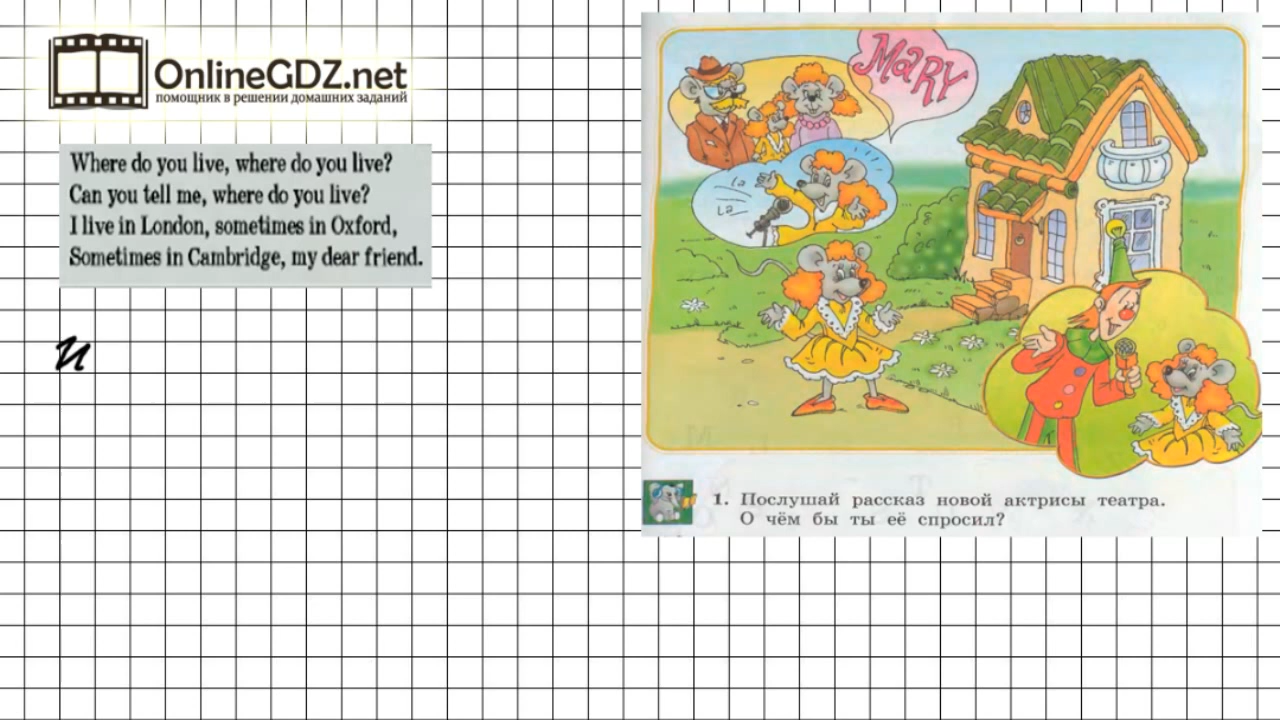 OnlineGDZ.net
помощник в решении домашних заданий
Where do you live, where do you live?
Can you tell me, where do you live?
I live in London, sometimes in Oxford,
Sometimes in Cambridge, my dear friend.
и
MARY
la
la
1. Послушай рассказ новой актрисы театра.
О чём бы ты её спросил?